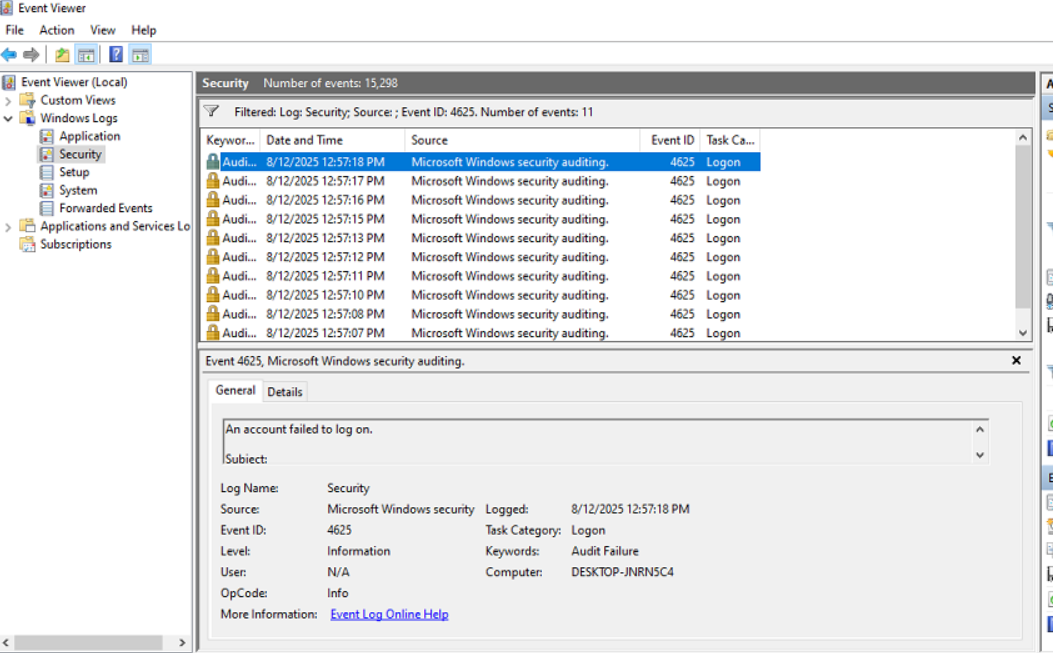 Event Viewer
File Action View Help
Event Viewer (Local)
Custom Views
Windows Logs
Application
Security
Setup
System
Forwarded Events
Applications and Services Lo
Subscriptions
Security Number of events: 15,298
Filtered: Log: Security; Source: ; Event ID: 4625. Number of events: 11
Keywor... Date and Time Source Event ID Task Ca...
Audi... 8/12/2025 12:57:18 PM Microsoft Windows security auditing. 4625 Logon
Audi... 8/12/2025 12:57:17 PM Microsoft Windows security auditing. 4625 Logon
Audi... 8/12/2025 12:57:16 PM Microsoft Windows security auditing. 4625 Logon
Audi... 8/12/2025 12:57:15 PM Microsoft Windows security auditing. 4625 Logon
Audi... 8/12/2025 12:57:13 PM Microsoft Windows security auditing. 4625 Logon
Audi... 8/12/2025 12:57:12 PM Microsoft Windows security auditing. 4625 Logon
Audi... 8/12/2025 12:57:11 PM Microsoft Windows security auditing. 4625 Logon
Audi... 8/12/2025 12:57:10 PM Microsoft Windows security auditing. 4625 Logon
Audi... 8/12/2025 12:57:08 PM Microsoft Windows security auditing. 4625 Logon
Audi... 8/12/2025 12:57:07 PM Microsoft Windows security auditing. 4625 Logon
Event 4625, Microsoft Windows security auditing.
General Details
An account failed to log on.
Subject:
Log Name: Security
Source: Microsoft Windows security Logged: 8/12/2025 12:57:18 PM
Event ID: 4625 Task Category: Logon
Level: Information Keywords: Audit Failure
User: N/A Computer: DESKTOP-JNRN5C4
OpCode: Info
More Information: Event Log Online Help